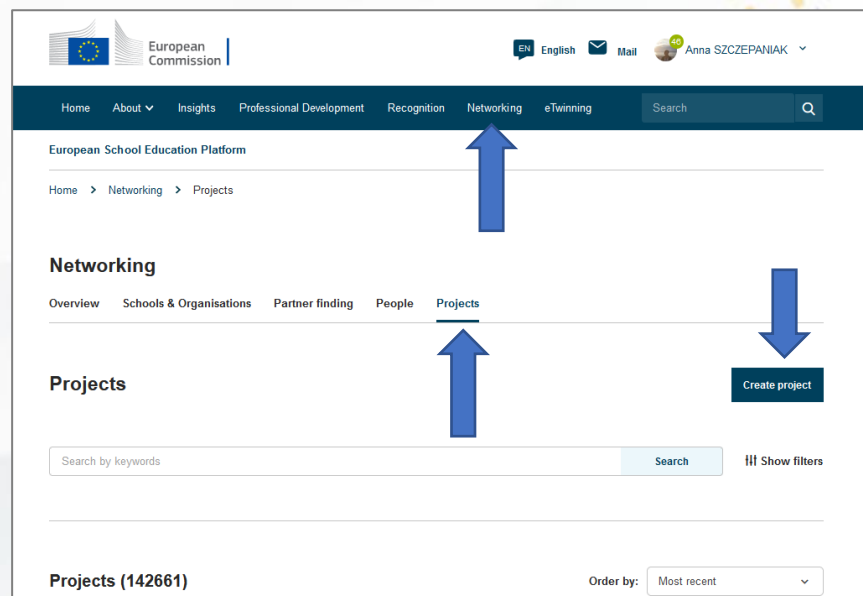 European
Commission
EN English Mail 46 Anna SZCZEPANIAK
Home About Insights Professional Development Recognition Networking eTwinning Search
European School Education Platform
Home > Networking > Projects
Networking
Overview Schools & Organisations Partner finding People Projects
Projects
Create project
Search by keywords Search Show filters
Projects (142661) Order by: Most recent